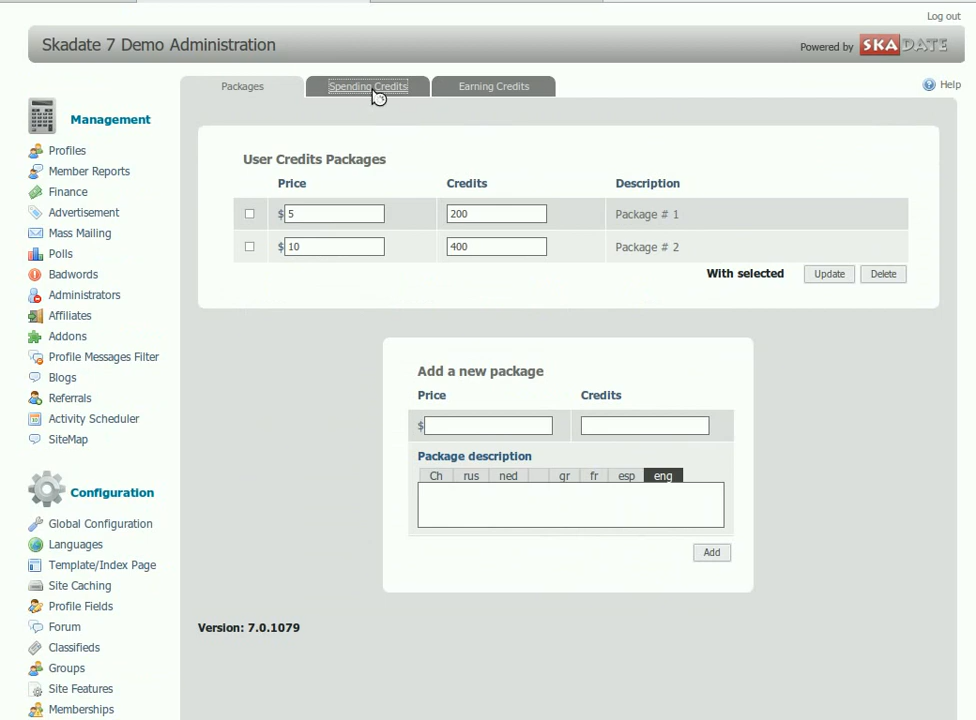 Log out
Skadate 7 Demo Administration
Powered by SKADATE
Packages
Spending Credits
Earning Credits
Help
Management
Profiles
Member Reports
Finance
Advertisement
Mass Mailing
Polls
Badwords
Administrators
Affiliates
Addons
Profile Messages Filter
Blogs
Referrals
Activity Scheduler
SiteMap
Configuration
Global Configuration
Languages
Template/Index Page
Site Caching
Profile Fields
Forum
Classifieds
Groups
Site Features
Memberships
User Credits Packages
Price Credits Description
$ 5 200 Package # 1
$ 10 400 Package # 2
With selected Update Delete
Add a new package
Price Credits
$
Package description
Ch rus ned gr fr esp eng
Add
Version: 7.0.1079